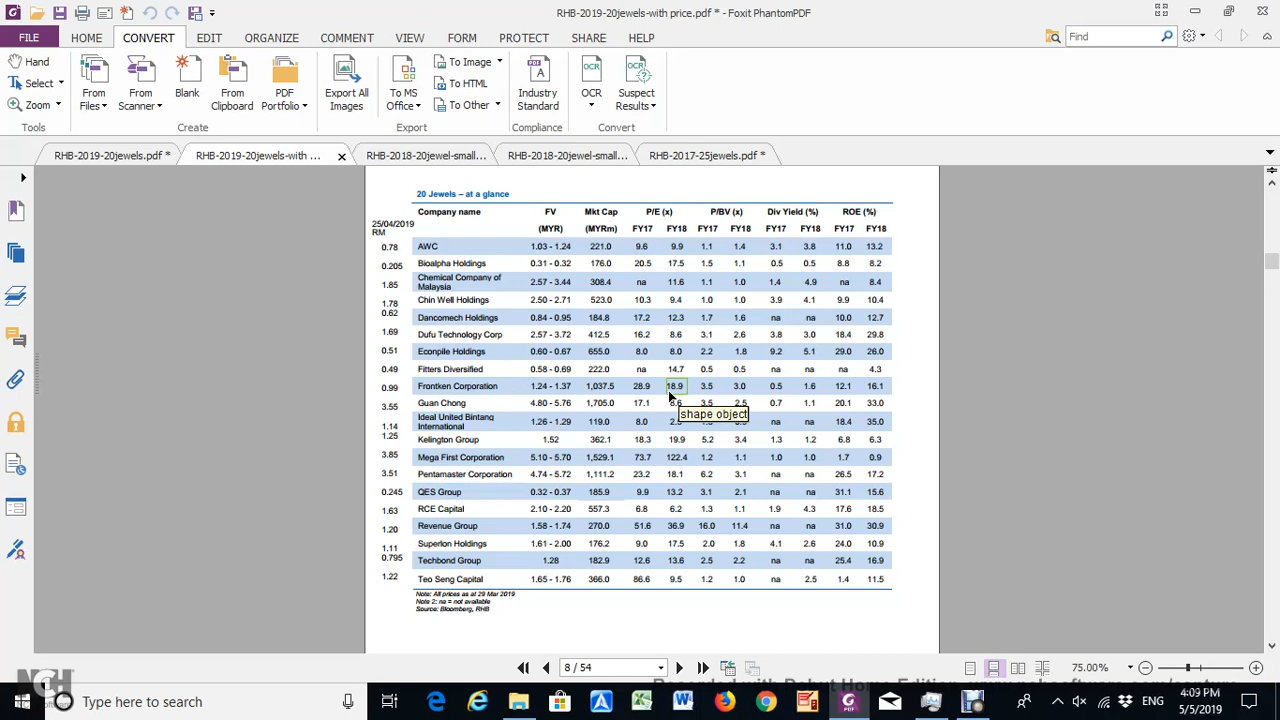 RHB-2019-20jewels-with price.pdf * - Foxit PhantomPDF
FILE HOME CONVERT EDIT ORGANIZE COMMENT VIEW FORM PROTECT SHARE HELP Find
Hand
Select
Zoom
From Files
From Scanner
Blank
From Clipboard
PDF Portfolio
Export All Images
To MS Office
To Image
To HTML
To Other
Industry Standard
OCR
Suspect Results
Tools Create Export Compliance Convert
RHB-2019-20jewels.pdf * RHB-2019-20jewels-with ... RHB-2018-20jewel-small... RHB-2018-20jewel-small... RHB-2017-25jewels.pdf *
20 Jewels – at a glance
Company name FV Mkt Cap P/E (x) P/BV (x) Div Yield (%) ROE (%)
25/04/2019 RM (MYR) (MYRm) FY17 FY18 FY17 FY18 FY17 FY18 FY17 FY18
0.78 AWC 1.03 - 1.24 221.0 9.6 9.9 1.1 1.4 3.1 3.8 11.0 13.2
0.205 Bioalpha Holdings 0.31 - 0.32 176.0 20.5 17.5 1.5 1.1 0.5 0.5 8.8 8.2
1.85 Chemical Company of Malaysia 2.57 - 3.44 308.4 na 11.6 1.1 1.0 1.4 4.9 na 8.4
1.78 Chin Well Holdings 2.50 - 2.71 523.0 10.3 9.4 1.0 1.0 3.9 4.1 9.9 10.4
0.62 Dancomech Holdings 0.84 - 0.95 184.8 17.2 12.3 1.7 1.6 na na 10.0 12.7
1.69 Dufu Technology Corp 2.57 - 3.72 412.5 16.2 8.6 3.1 2.6 3.8 3.0 18.4 29.8
0.51 Econpile Holdings 0.60 - 0.67 655.0 8.0 8.0 2.2 1.8 9.2 5.1 29.0 26.0
0.49 Fitters Diversified 0.58 - 0.69 222.0 na 14.7 0.5 0.5 na na na 4.3
0.99 Frontken Corporation 1.24 - 1.37 1,037.5 28.9 18.9 3.5 3.0 0.5 1.6 12.1 16.1
3.55 Guan Chong 4.80 - 5.76 1,705.0 17.1 8.6 3.5 2.5 0.7 1.1 20.1 33.0
shape object
1.14 Ideal United Bintang International 1.26 - 1.29 119.0 8.0 na na 18.4 35.0
1.25 Kelington Group 1.52 362.1 18.3 19.9 5.2 3.4 1.3 1.2 6.8 6.3
3.85 Mega First Corporation 5.10 - 5.70 1,529.1 73.7 122.4 1.2 1.1 1.0 1.0 1.7 0.9
3.51 Pentamaster Corporation 4.74 - 5.72 1,111.2 23.2 18.1 6.2 3.1 na na 26.5 17.2
0.245 QES Group 0.32 - 0.37 185.9 9.9 13.2 3.1 2.1 na na 31.1 15.6
1.63 RCE Capital 2.10 - 2.20 557.3 6.8 6.2 1.3 1.1 1.9 4.3 17.6 18.5
1.20 Revenue Group 1.58 - 1.74 270.0 51.6 36.9 16.0 11.4 na na 31.0 30.9
1.11 Superlon Holdings 1.61 - 2.00 176.2 9.0 17.5 2.0 1.8 4.1 2.6 24.0 10.9
0.795 Techbond Group 1.28 182.9 12.6 13.6 2.5 2.2 na na 25.4 16.9
1.22 Teo Seng Capital 1.65 - 1.76 366.0 86.6 9.5 1.2 1.0 na 2.5 1.4 11.5
Note: All prices as at 29 Mar 2019
Note 2: na = not available
Source: Bloomberg, RHB
8 / 54 75.00%
NCH
Type here to search ENG 4:09 PM
5/5/2019